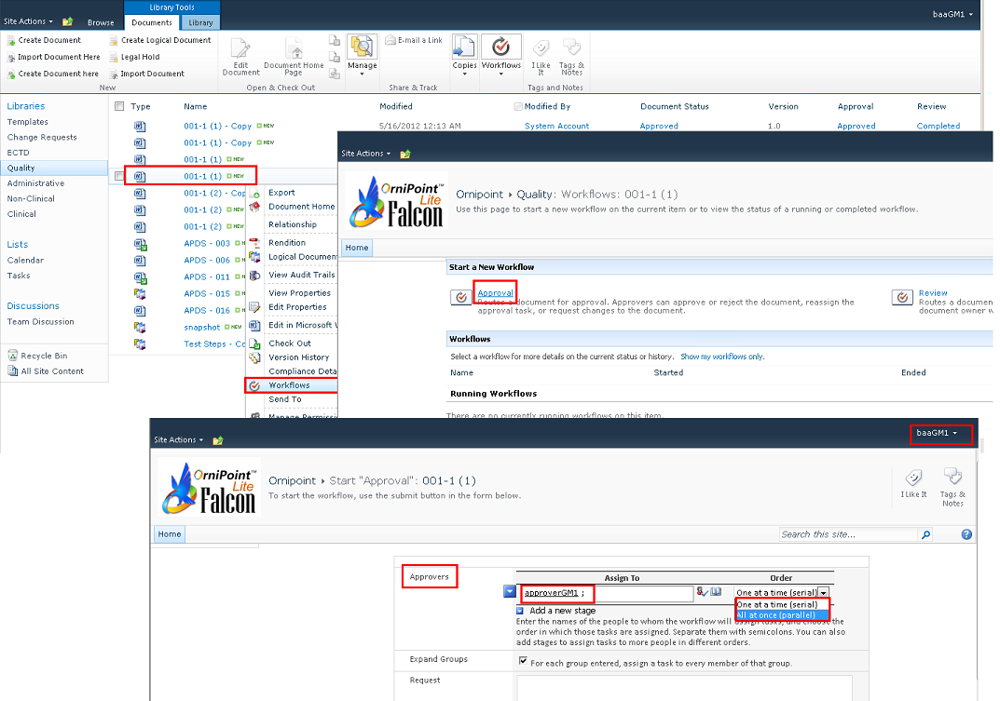 Library Tools
Site Actions
Browse
Documents
Library
baaGM1
Create Document
Create Logical Document
Import Document Here
Legal Hold
Create Document here
Import Document
New
Edit Document
Document Home Page
Open & Check Out
Manage
E-mail a Link
Share & Track
Copies
Workflows
I Like It
Tags & Notes
Tags and Notes
Libraries
Templates
Change Requests
ECTD
Quality
Administrative
Non-Clinical
Clinical
Lists
Calendar
Tasks
Discussions
Team Discussion
Recycle Bin
All Site Content
Type Name Modified Modified By Document Status Version Approval Review
001-1 (1) - Copy NEW 5/16/2012 12:13 AM System Account Approved 1.0 Approved Completed
001-1 (1) - Copy NEW
001-1 (1) NEW
001-1 (1) NEW
001-1 (2) - Cop
001-1 (2) NEW
001-1 (2) NEW
APDS - 003
APDS - 006
APDS - 011
APDS - 015
APDS - 016
snapshot NEW
Test Steps - Co
Export
Document Home
Relationship
Rendition
Logical Documen
View Audit Trails
View Properties
Edit Properties
Edit in Microsoft
Check Out
Version History
Compliance Deta
Workflows
Send To
Manage Permissi
Site Actions
OrniPoint™
Lite
Falcon
Ornipoint Quality: Workflows: 001-1 (1)
Use this page to start a new workflow on the current item or to view the status of a running or completed workflow.
Home
Start a New Workflow
Approval
Routes a document for approval. Approvers can approve or reject the document, reassign the
approval task, or request changes to the document.
Review
Routes a documen
document owner w
Workflows
Select a workflow for more details on the current status or history. Show my workflows only.
Name Started Ended
Running Workflows
There are no currently running workflows on this item.
Site Actions
baaGM1
OrniPoint™
Lite
Falcon
Ornipoint Start "Approval": 001-1 (1)
To start the workflow, use the submit button in the form below.
I Like It
Tags & Notes
Home
Search this site...
Approvers
Assign To Order
approverGM1 ;
One at a time (serial)
One at a time (serial)
All at once (parallel)
Add a new stage
Enter the names of the people to whom the workflow will assign tasks, and choose the
order in which those tasks are assigned. Separate them with semicolons. You can also
add stages to assign tasks to more people in different orders.
Expand Groups
For each group entered, assign a task to every member of that group.
Request